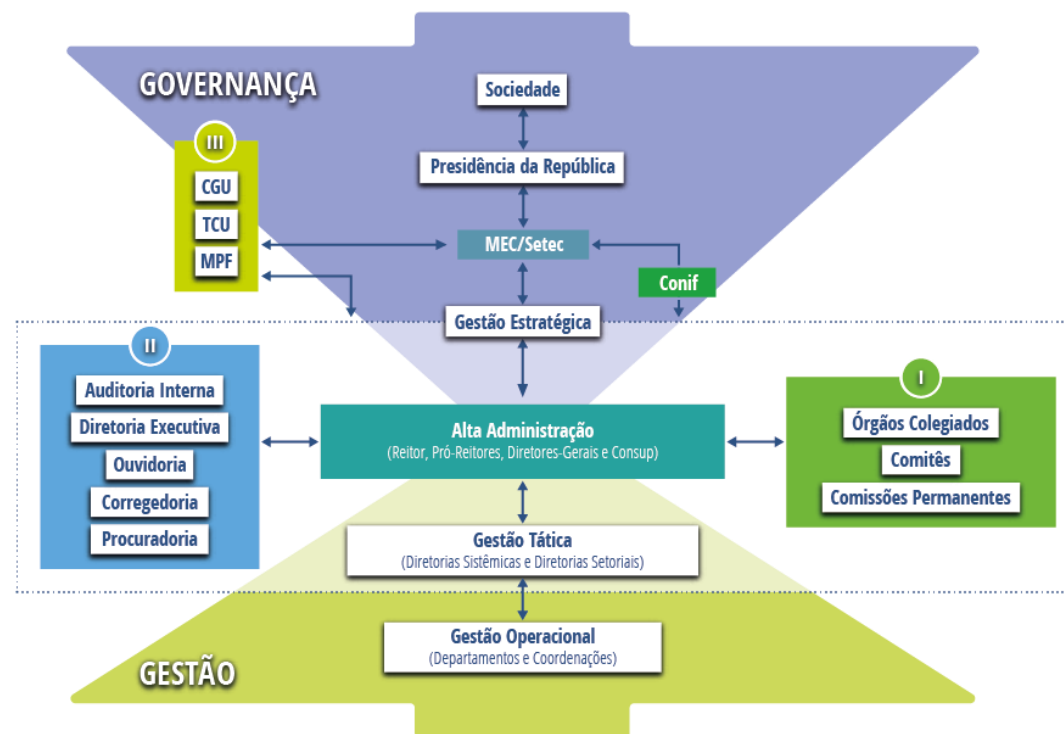 GOVERNANÇA
Sociedade
Presidência da República
III
CGU
TCU
MPF
MEC/Setec
Conif
Gestão Estratégica
II
Auditoria Interna
Diretoria Executiva
Ouvidoria
Corregedoria
Procuradoria
Alta Administração
(Reitor, Pró-Reitores, Diretores-Gerais e Consup)
I
Órgãos Colegiados
Comitês
Comissões Permanentes
Gestão Tática
(Diretorias Sistêmicas e Diretorias Setoriais)
Gestão Operacional
(Departamentos e Coordenações)
GESTÃO